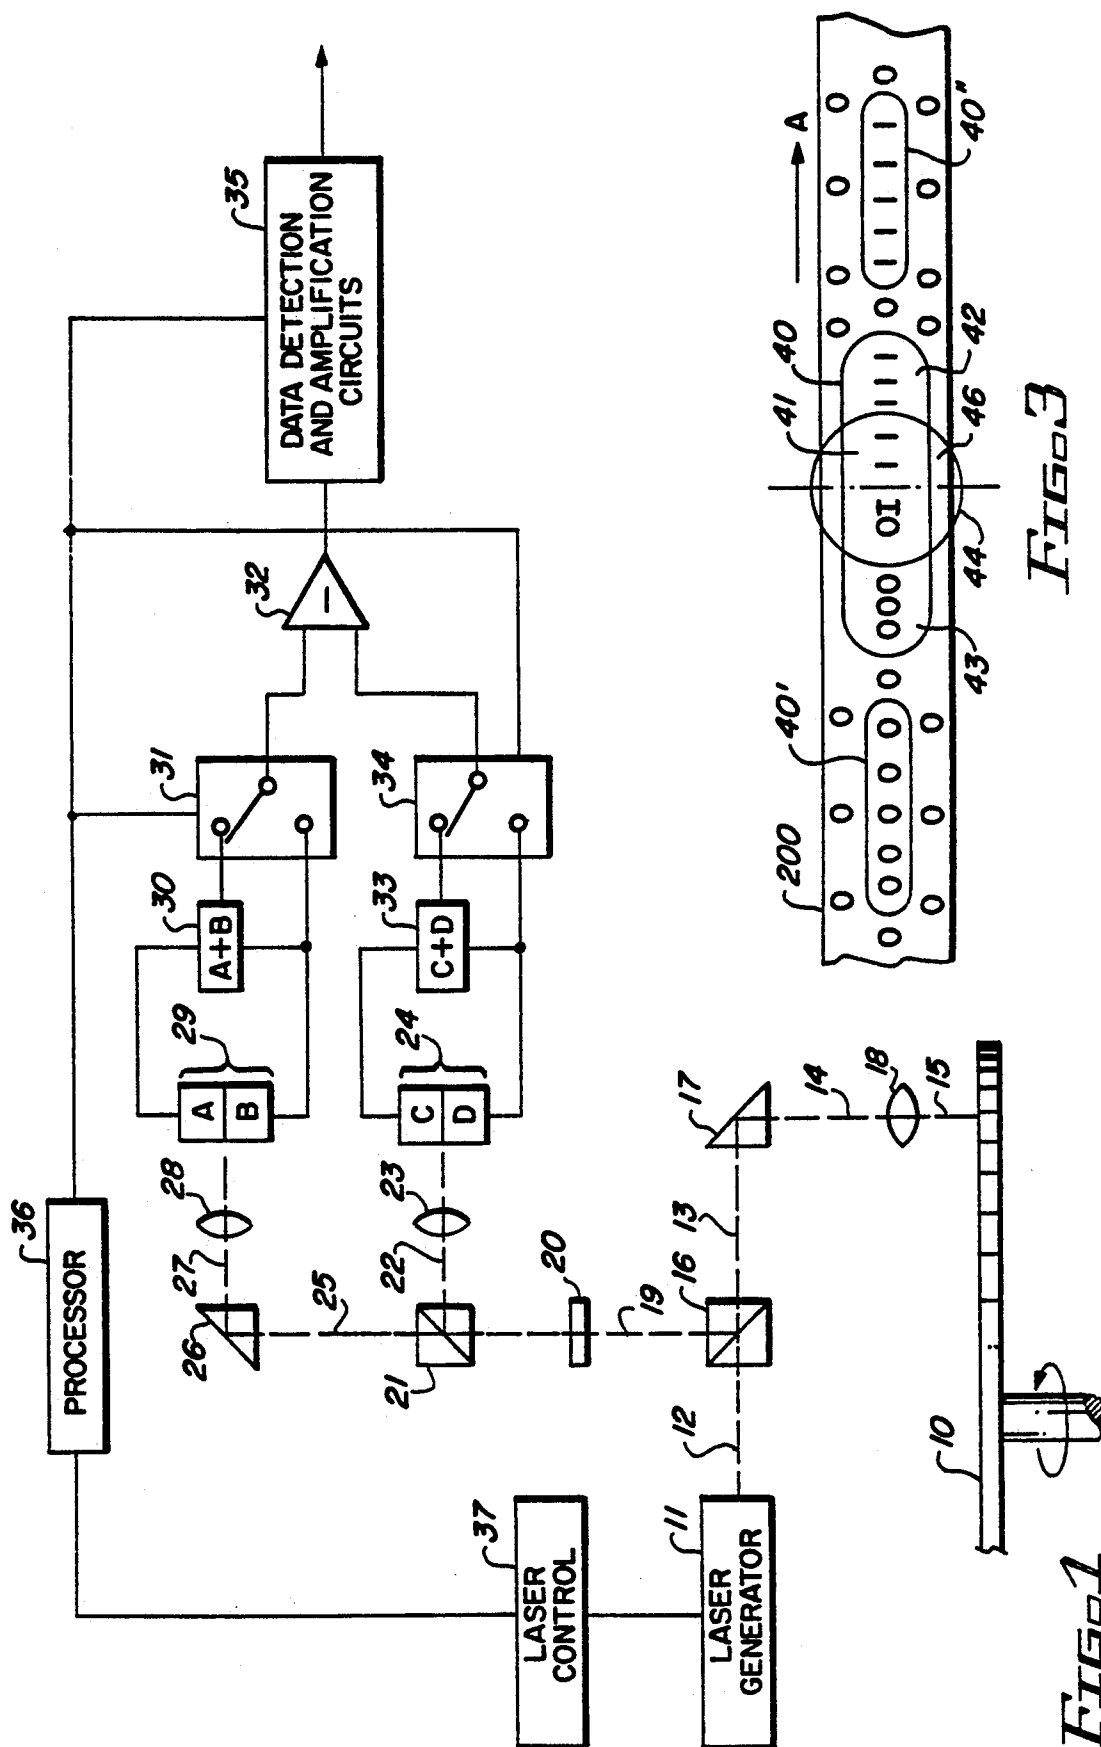 36
PROCESSOR
37
LASER
CONTROL
11
LASER
GENERATOR
12
16
13
17
14
18
15
10
19
20
21
22
23
24
C
D
25
26
27
28
29
A
B
30
A+B
31
33
C+D
34
32
35
DATA DETECTION
AND AMPLIFICATION
CIRCUITS
FIG. 1
200
40'
40
41
A
O O O O O O O
O O O O O O O OOO OI I I I I I O I I I I I O
O O O O O O O
43
44
46
42
40"
FIG. 3